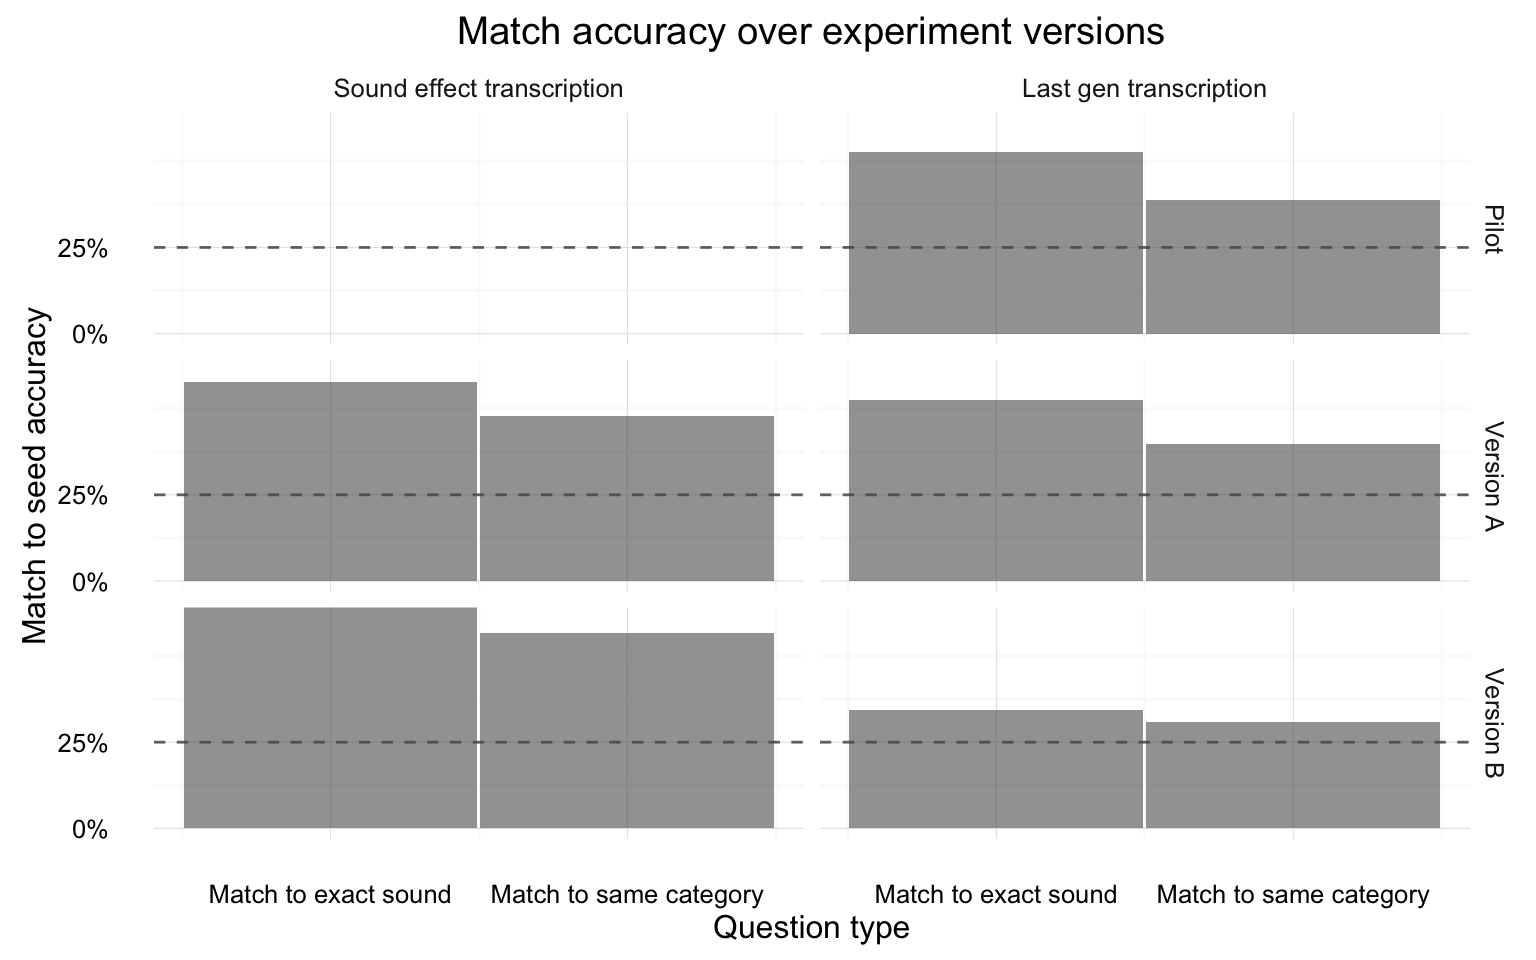 Match accuracy over experiment versions
Sound effect transcription
Last gen transcription
Match to seed accuracy
25%
0%
Pilot
25%
0%
Version A
25%
0%
Version B
Match to exact sound
Match to same category
Match to exact sound
Match to same category
Question type